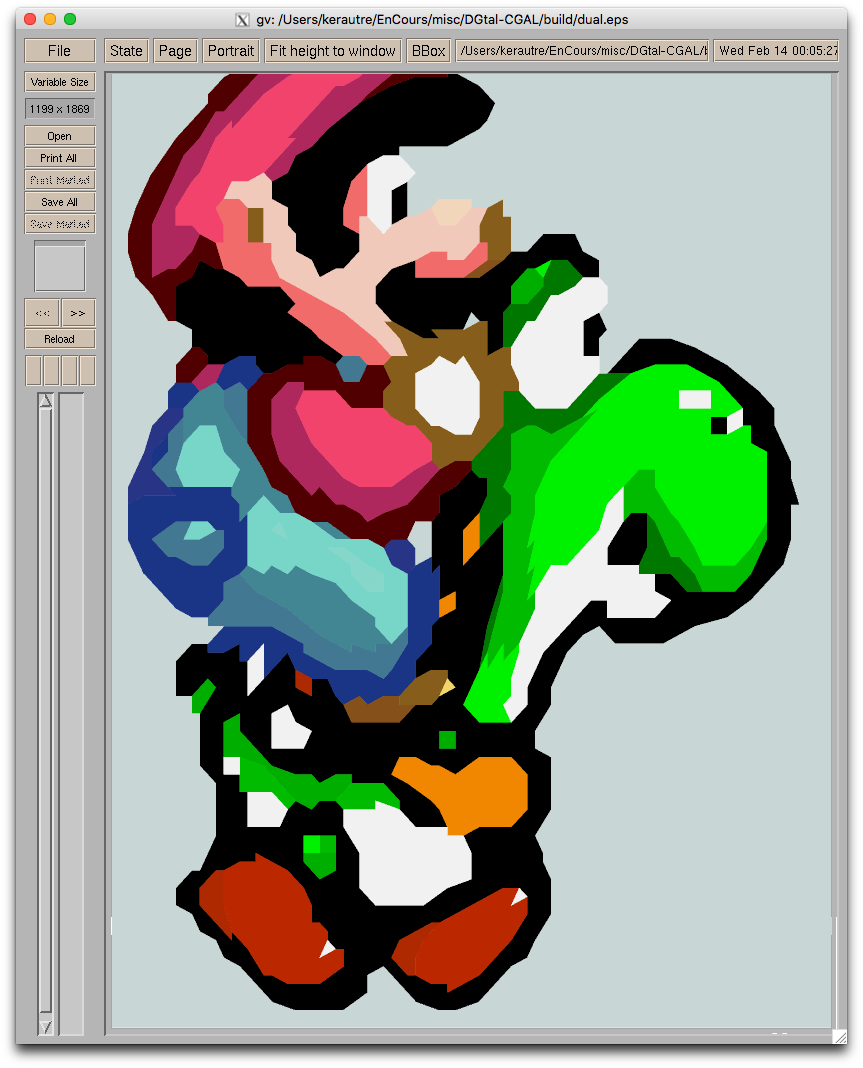 gv: /Users/kerautre/EnCours/misc/DGtal-CGAL/build/dual.eps
File State Page Portrait Fit height to window BBox /Users/kerautre/EnCours/misc/DGtal-CGAL/ Wed Feb 14 00:05:27
Variable Size
1199 x 1869
Open
Print All
Print Marked
Save All
Save Marked
<< >>
Reload